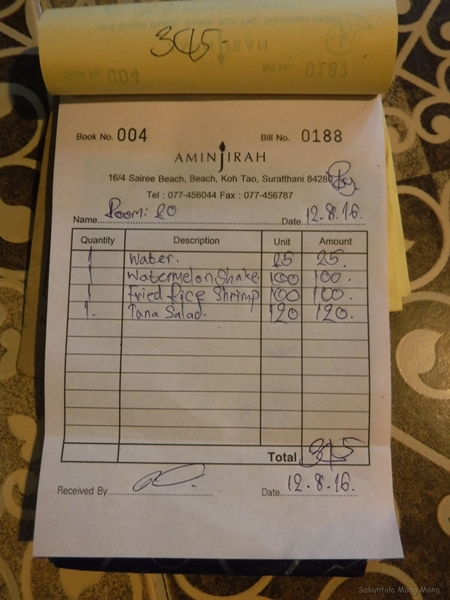 345-
Book No. 004
Bill No. 0188
AMINJIRAH
16/4 Sairee Beach, Beach, Koh Tao, Suratthani 84280
Tel : 077-456044 Fax : 077-456787
Name Room: 20 Date 12.8.16.
Quantity Description Unit Amount
1 Water. 25 25.
1 Watermelon Shake 100 100.
1 Fried Rice Shrimp 100 100.
1. Tuna Salad. 120 120.
Total 345
Received By Date 12.8.16.
Sakuntala Mong Mong